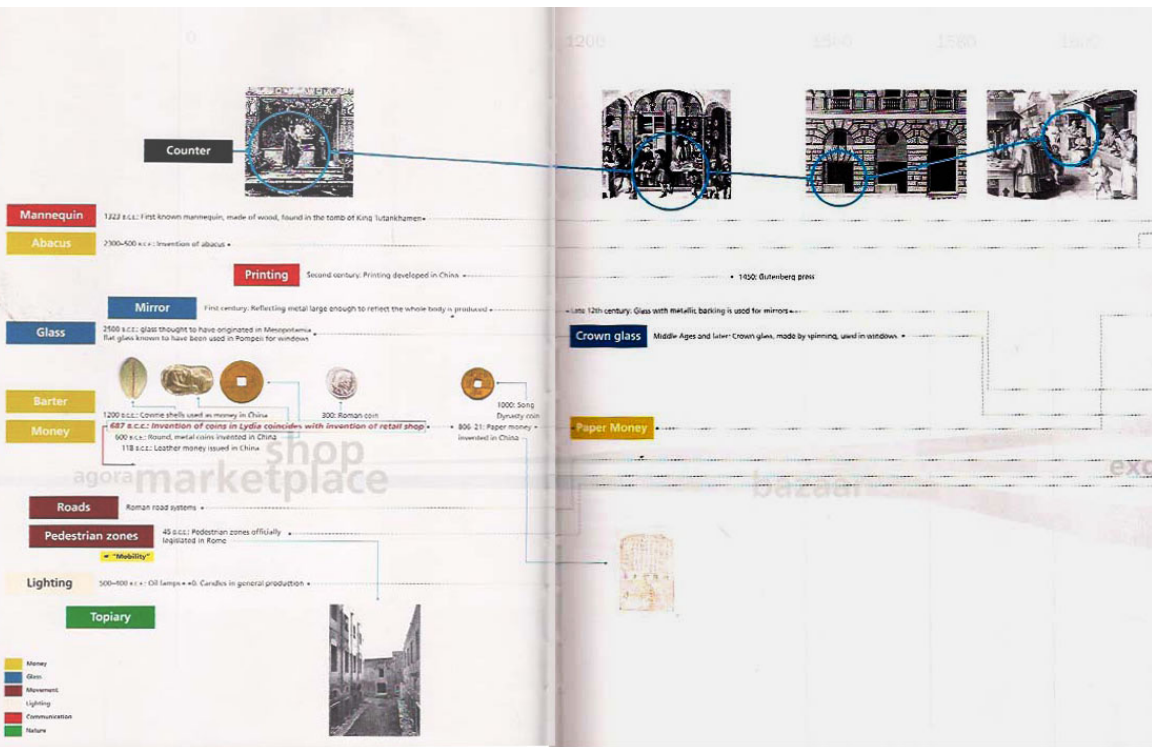 0
1200
1500
1560
1600
Counter
Mannequin
1323 B.C.E.: First known mannequin, made of wood, found in the tomb of King Tutankhamen
Abacus
2300–500 B.C.E.: Invention of abacus
Printing
Second century: Printing developed in China
1450: Gutenberg press
Mirror
First century: Reflecting metal large enough to reflect the whole body is produced
Late 12th century: Glass with metallic backing is used for mirrors
Glass
2500 B.C.E.: glass thought to have originated in Mesopotamia
flat glass known to have been used in Pompeii for windows
Crown glass
Middle Ages and later: Crown glass, made by spinning, used in windows
Barter
1200 B.C.E.: Cowrie shells used as money in China
300: Roman coin
1000: Song
Dynasty coin
Money
687 B.C.E.: Invention of coins in Lydia coincides with invention of retail shop
600 B.C.E.: Round, metal coins invented in China
118 B.C.E.: Leather money issued in China
806–21: Paper money
invented in China
Paper Money
shop
agora
marketplace
bazaar
exc
Roads
Roman road systems
Pedestrian zones
45 B.C.E.: Pedestrian zones officially
legislated in Rome
☛ "Mobility"
Lighting
500–400 B.C.E.: Oil lamps
0: Candles in general production
Topiary
Money
Glass
Movement
Lighting
Communication
Nature